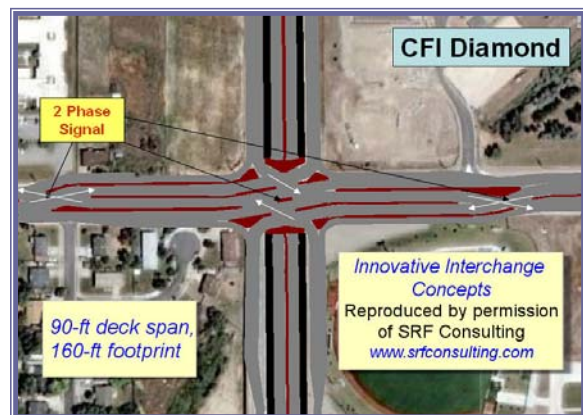 CFI Diamond
2 Phase
Signal
Innovative Interchange
Concepts
Reproduced by permission
of SRF Consulting
www.srfconsulting.com
90-ft deck span,
160-ft footprint